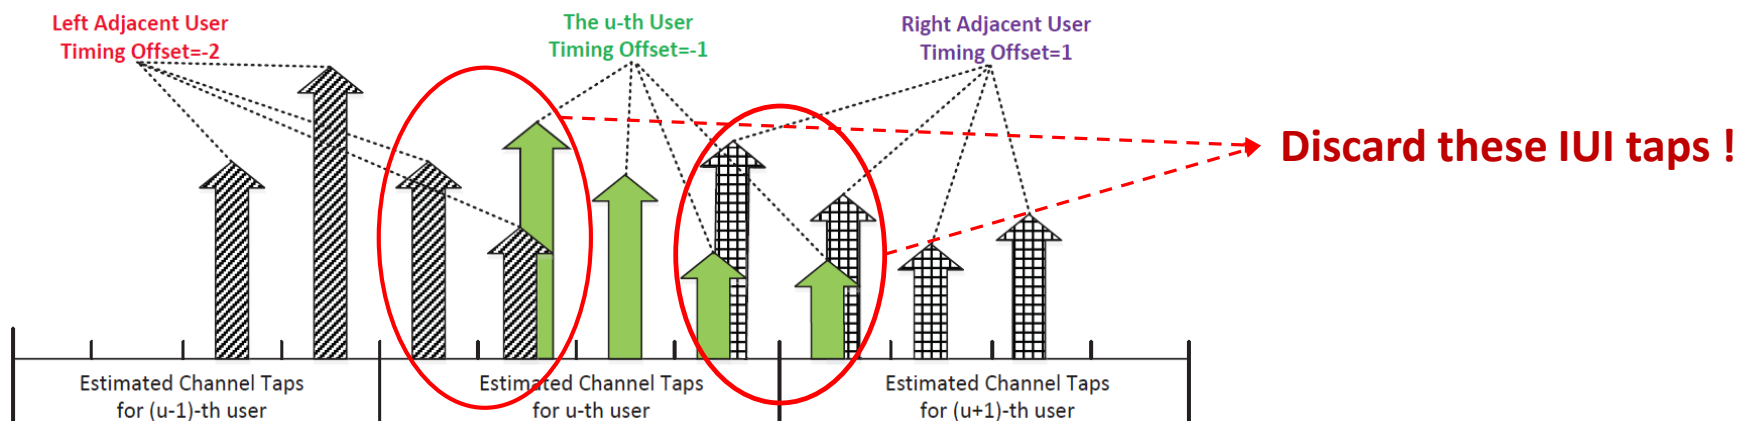 Left Adjacent User
Timing Offset=-2
The u-th User
Timing Offset=-1
Right Adjacent User
Timing Offset=1
Discard these IUI taps !
Estimated Channel Taps
for (u-1)-th user
Estimated Channel Taps
for u-th user
Estimated Channel Taps
for (u+1)-th user